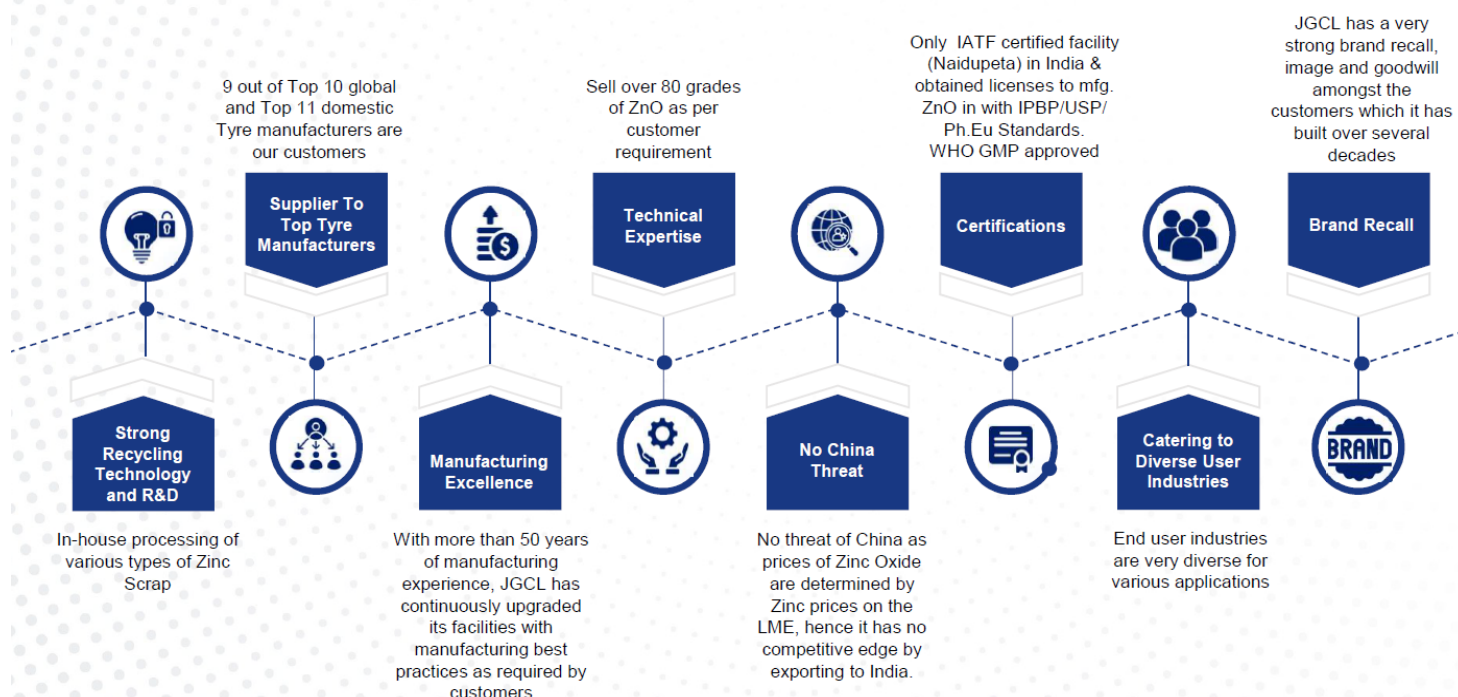 9 out of Top 10 global
and Top 11 domestic
Tyre manufacturers are
our customers
Sell over 80 grades
of ZnO as per
customer
requirement
Only IATF certified facility
(Naidupeta) in India &
obtained licenses to mfg.
ZnO in with IPBP/USP/
Ph.Eu Standards.
WHO GMP approved
JGCL has a very
strong brand recall,
image and goodwill
amongst the
customers which it has
built over several
decades
Supplier To
Top Tyre
Manufacturers
$
Technical
Expertise
Certifications
Brand Recall
Strong
Recycling
Technology
and R&D
Manufacturing
Excellence
No China
Threat
Catering to
Diverse User
Industries
BRAND
In-house processing of
various types of Zinc
Scrap
With more than 50 years
of manufacturing
experience, JGCL has
continuously upgraded
its facilities with
manufacturing best
practices as required by
customers
No threat of China as
prices of Zinc Oxide
are determined by
Zinc prices on the
LME, hence it has no
competitive edge by
exporting to India.
End user industries
are very diverse for
various applications